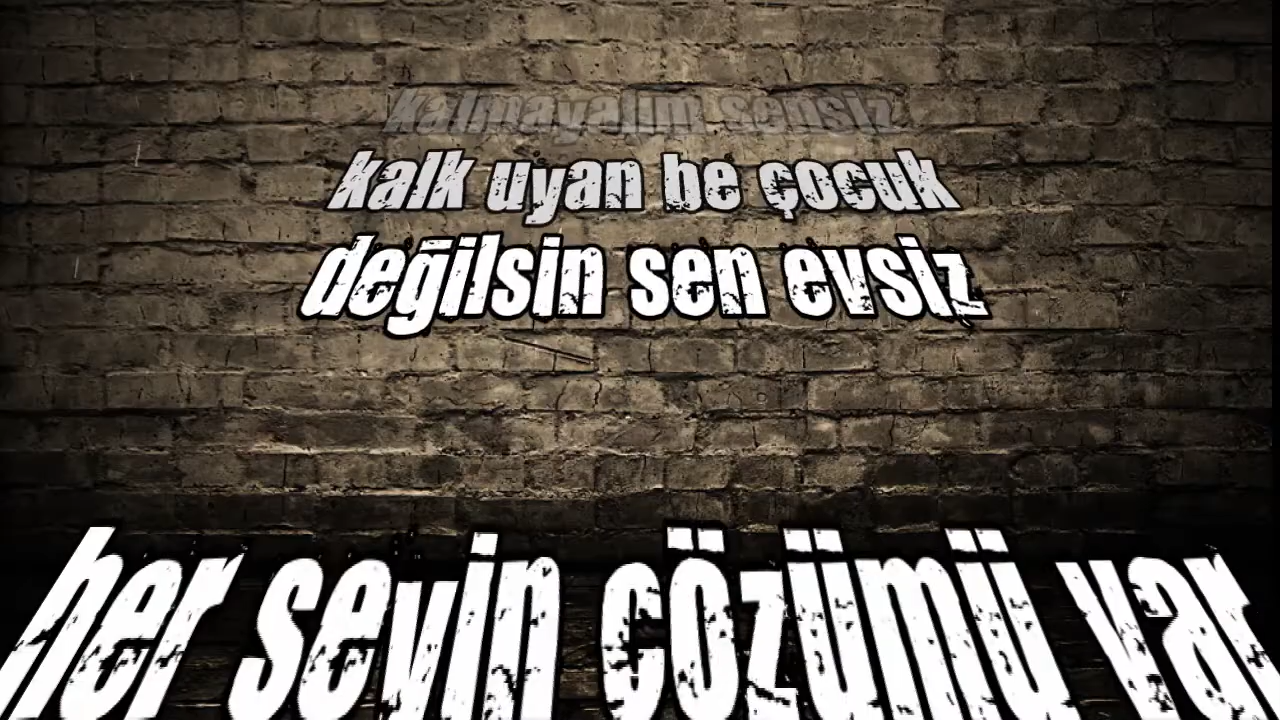 kalmayalım sensiz
kalk uyan be çocuk
değilsin sen evsiz
her şeyin çözümü var